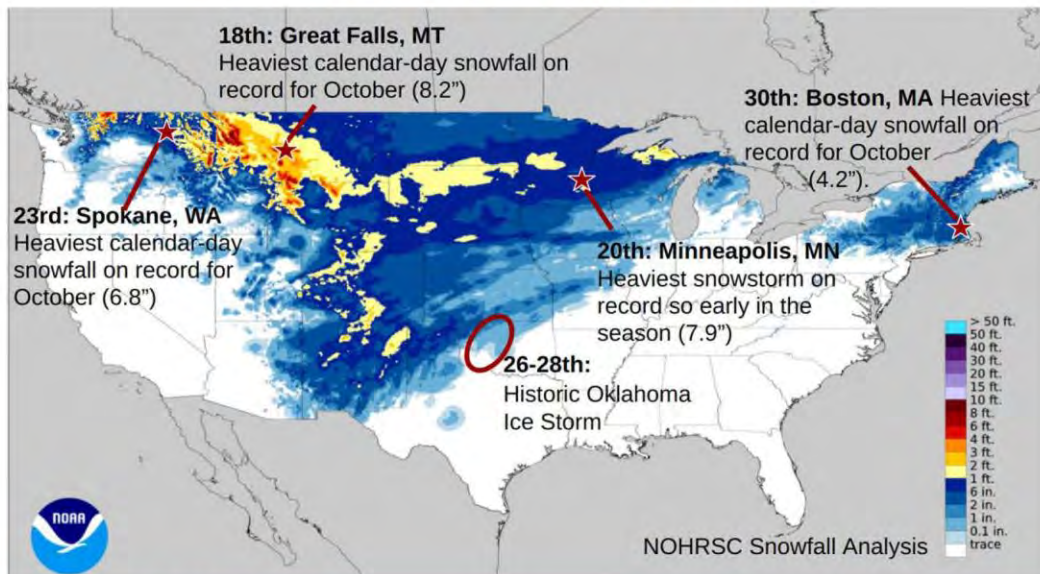 18th: Great Falls, MT
Heaviest calendar-day snowfall on
record for October (8.2”)
30th: Boston, MA Heaviest
calendar-day snowfall on
record for October
(4.2”).
23rd: Spokane, WA
Heaviest calendar-day
snowfall on record for
October (6.8”)
20th: Minneapolis, MN
Heaviest snowstorm on
record so early in the
season (7.9”)
26-28th:
Historic Oklahoma
Ice Storm
> 50 ft.
50 ft.
40 ft.
30 ft.
20 ft.
15 ft.
10 ft.
8 ft.
6 ft.
4 ft.
3 ft.
2 ft.
1 ft.
6 in.
2 in.
1 in.
0.1 in.
trace
NOAA
NOHRSC Snowfall Analysis